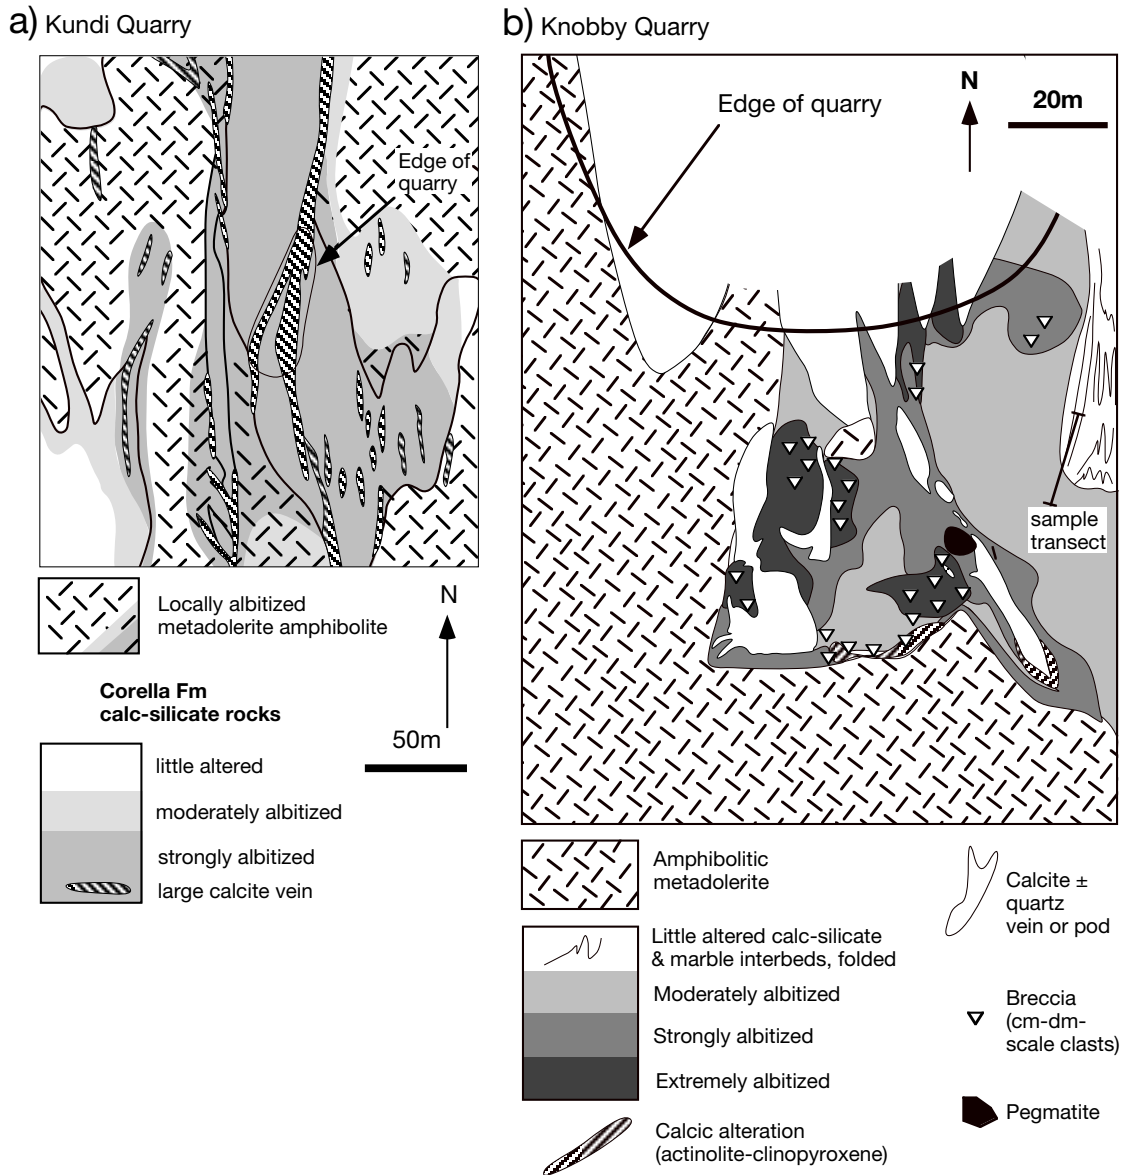 a) Kundi Quarry
Edge of
quarry
Locally albitized
metadolerite amphibolite
N
Corella Fm
calc-silicate rocks
50m
little altered
moderately albitized
strongly albitized
large calcite vein
b) Knobby Quarry
Edge of quarry
N
20m
sample
transect
Amphibolitic
metadolerite
Little altered calc-silicate
& marble interbeds, folded
Moderately albitized
Strongly albitized
Extremely albitized
Calcic alteration
(actinolite-clinopyroxene)
Calcite ±
quartz
vein or pod
Breccia
(cm-dm-
scale clasts)
Pegmatite